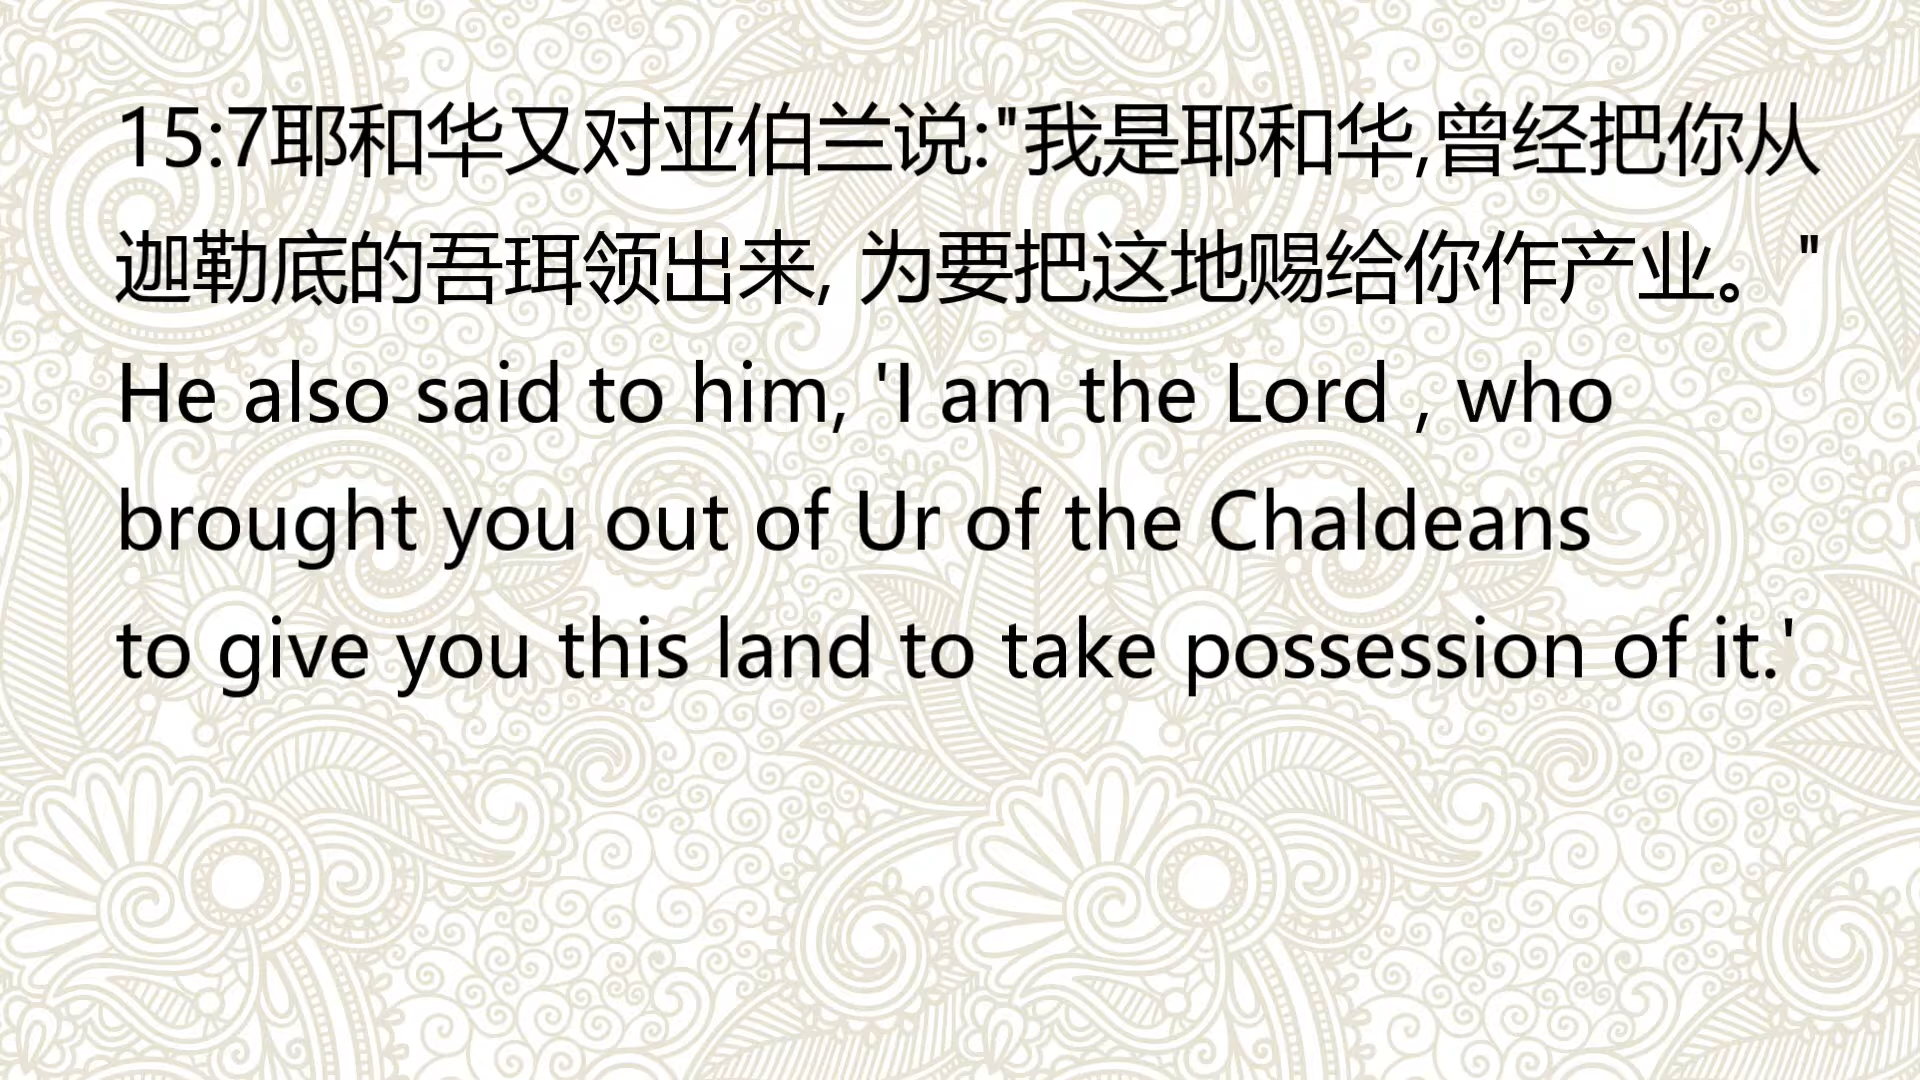 15:7耶和华又对亚伯兰说:"我是耶和华,曾经把你从
迦勒底的吾珥领出来, 为要把这地赐给你作产业。"
He also said to him, 'I am the Lord , who
brought you out of Ur of the Chaldeans
to give you this land to take possession of it.'